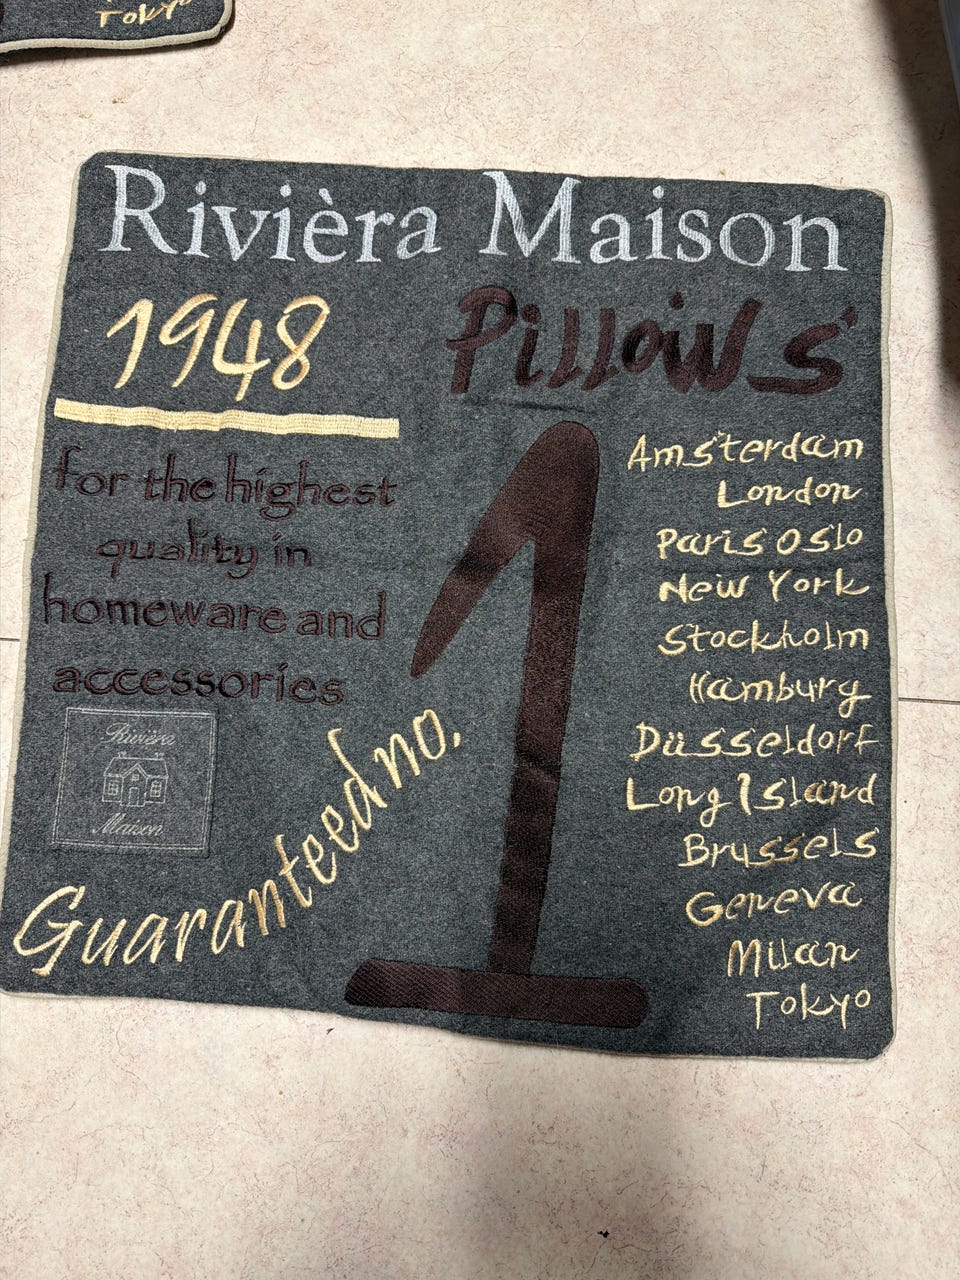 Tokyo
Rivièra Maison
1948
Pillows
for the highest
quality in
homeware and
accessories
Rivièra
Maison
Guaranteed no.
1
Amsterdam
London
Paris Oslo
New York
Stockholm
Hamburg
Düsseldorf
Long Island
Brussels
Geneva
Milan
Tokyo